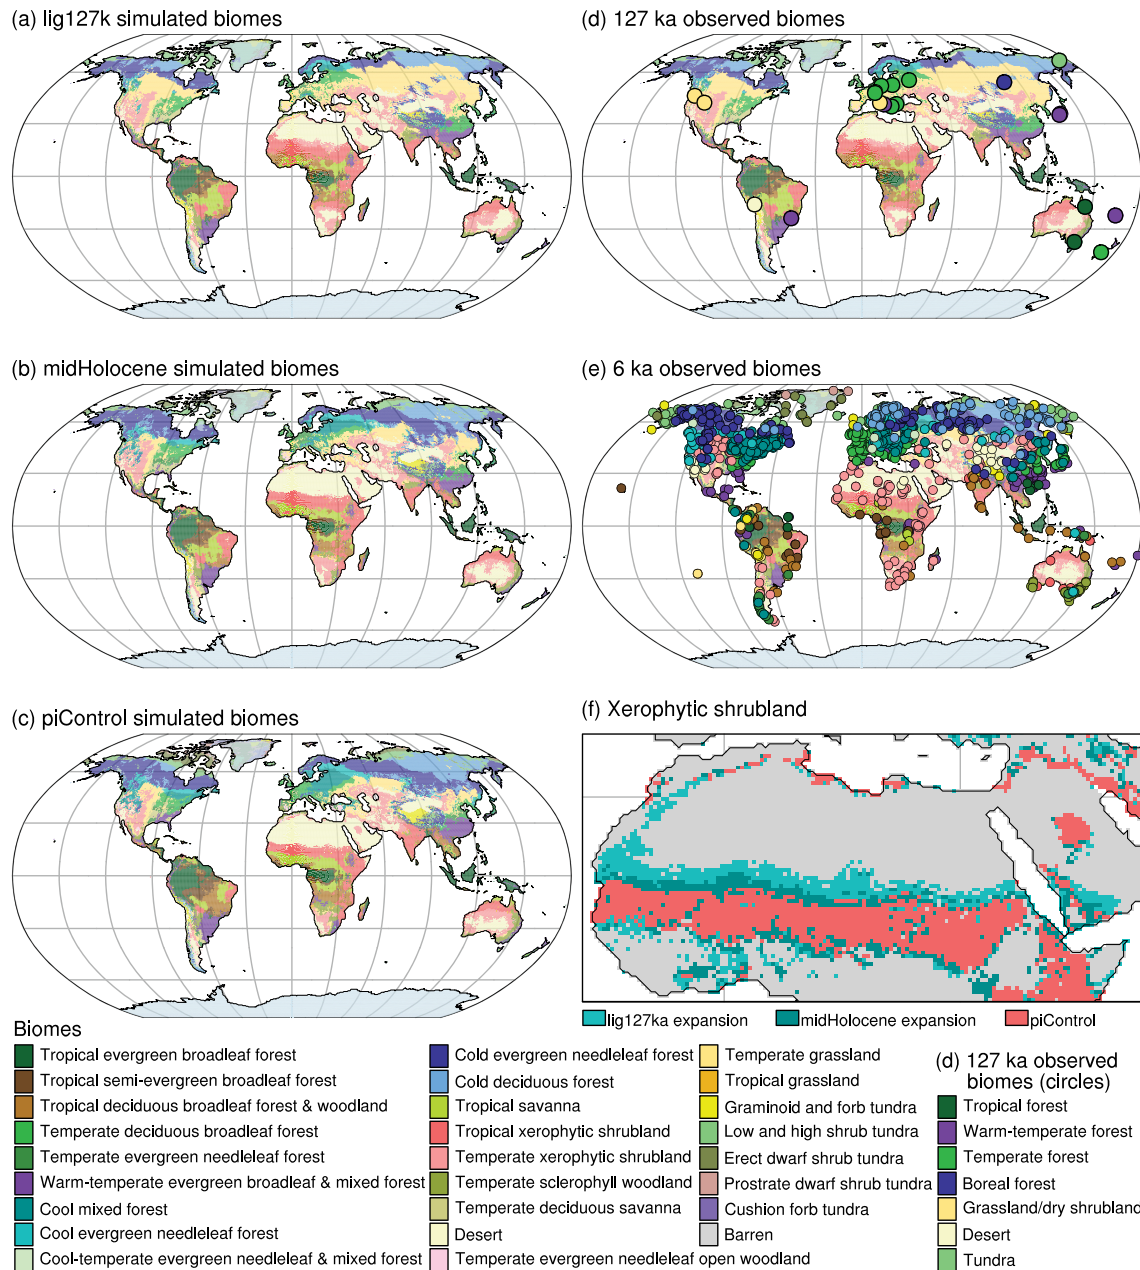 (a) lig127k simulated biomes
(d) 127 ka observed biomes
(b) midHolocene simulated biomes
(e) 6 ka observed biomes
(c) piControl simulated biomes
(f) Xerophytic shrubland
lig127ka expansion
midHolocene expansion
piControl
Biomes
Tropical evergreen broadleaf forest
Tropical semi-evergreen broadleaf forest
Tropical deciduous broadleaf forest & woodland
Temperate deciduous broadleaf forest
Temperate evergreen needleleaf forest
Warm-temperate evergreen broadleaf & mixed forest
Cool mixed forest
Cool evergreen needleleaf forest
Cool-temperate evergreen needleleaf & mixed forest
Cold evergreen needleleaf forest
Cold deciduous forest
Tropical savanna
Tropical xerophytic shrubland
Temperate xerophytic shrubland
Temperate sclerophyll woodland
Temperate deciduous savanna
Desert
Temperate evergreen needleleaf open woodland
Temperate grassland
Tropical grassland
Graminoid and forb tundra
Low and high shrub tundra
Erect dwarf shrub tundra
Prostrate dwarf shrub tundra
Cushion forb tundra
Barren
(d) 127 ka observed
biomes (circles)
Tropical forest
Warm-temperate forest
Temperate forest
Boreal forest
Grassland/dry shrubland
Desert
Tundra